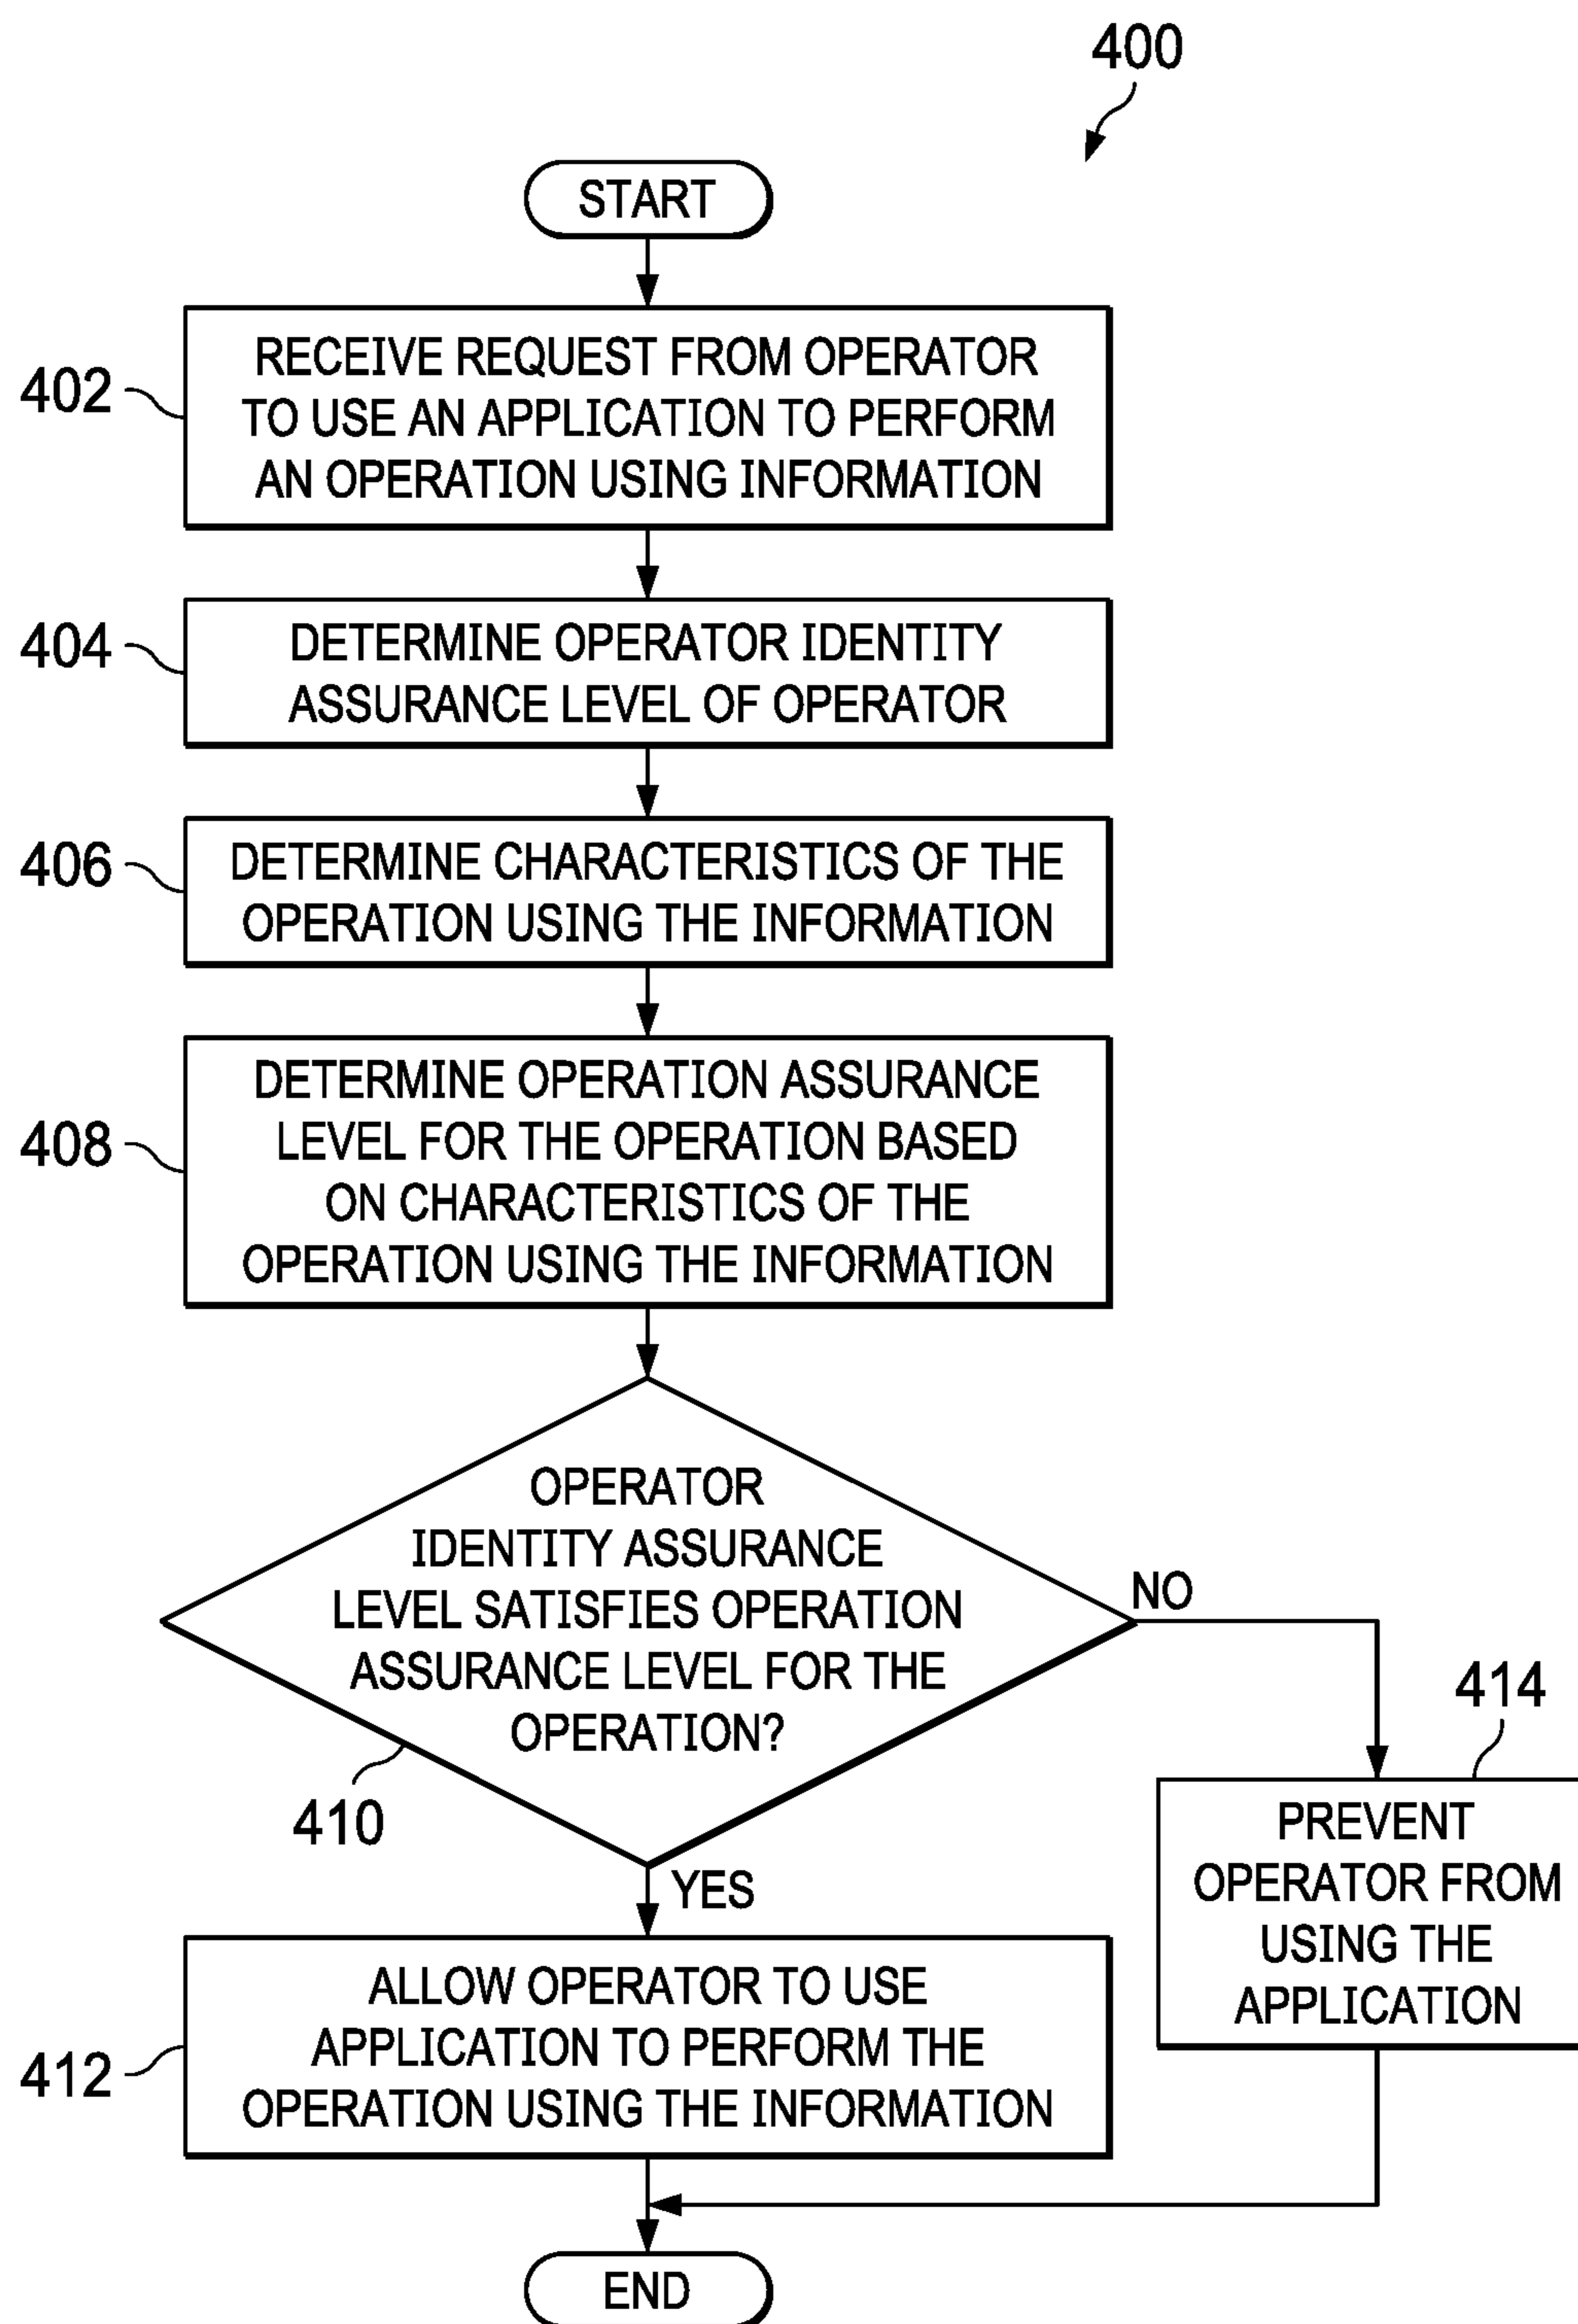 400
START
402
RECEIVE REQUEST FROM OPERATOR
TO USE AN APPLICATION TO PERFORM
AN OPERATION USING INFORMATION
404
DETERMINE OPERATOR IDENTITY
ASSURANCE LEVEL OF OPERATOR
406
DETERMINE CHARACTERISTICS OF THE
OPERATION USING THE INFORMATION
408
DETERMINE OPERATION ASSURANCE
LEVEL FOR THE OPERATION BASED
ON CHARACTERISTICS OF THE
OPERATION USING THE INFORMATION
OPERATOR
IDENTITY ASSURANCE
LEVEL SATISFIES OPERATION
ASSURANCE LEVEL FOR THE
OPERATION?
410
NO
YES
414
PREVENT
OPERATOR FROM
USING THE
APPLICATION
412
ALLOW OPERATOR TO USE
APPLICATION TO PERFORM THE
OPERATION USING THE INFORMATION
END